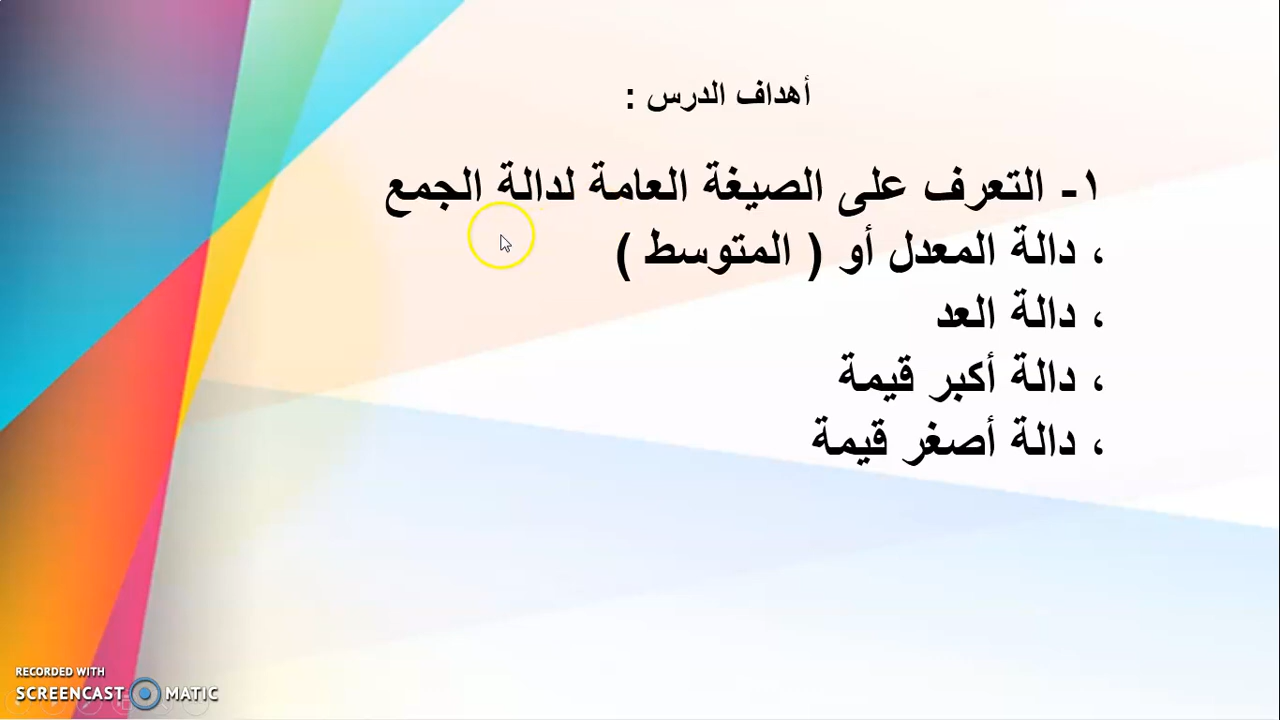 أهداف الدرس :
١- التعرف على الصيغة العامة لدالة الجمع
، دالة المعدل أو ( المتوسط )
، دالة العد
، دالة أكبر قيمة
، دالة أصغر قيمة
RECORDED WITH
SCREENCAST MATIC